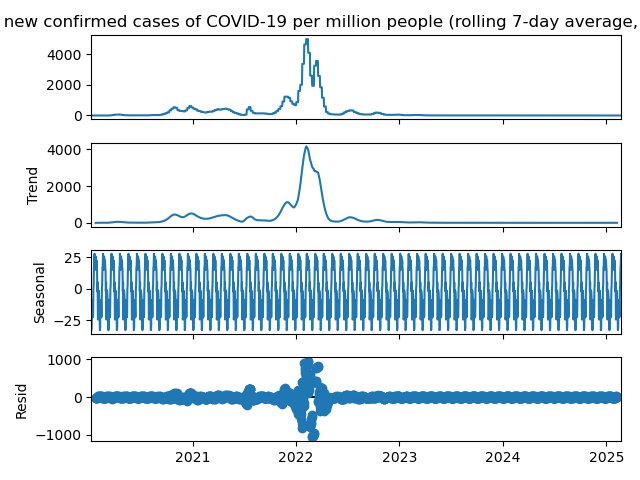 new confirmed cases of COVID-19 per million people (rolling 7-day average,
4000
2000
0
Trend
4000
2000
0
Seasonal
25
0
−25
Resid
1000
0
−1000
2021 2022 2023 2024 2025